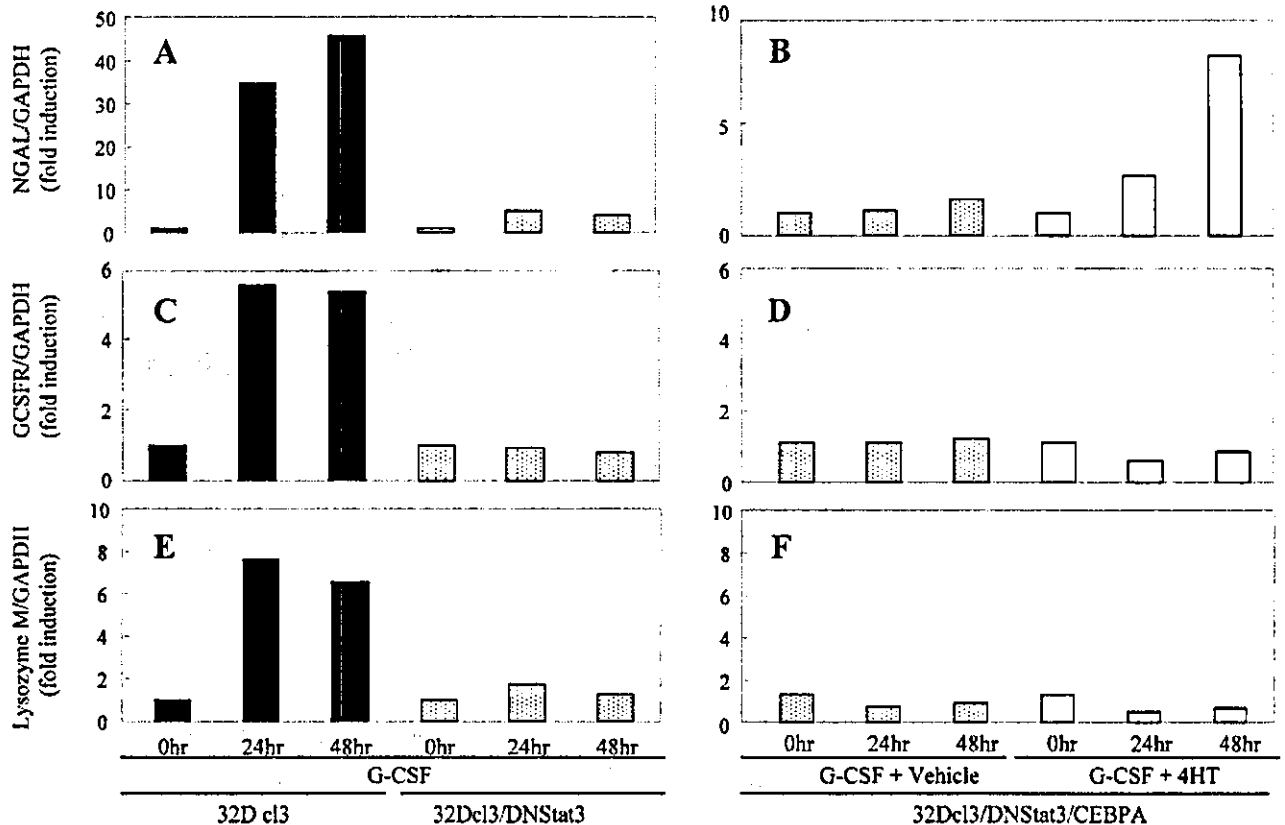 NGAL/GAPDH
(fold induction)
50
40
30
20
10
0
A
10
5
0
B
GCSFR/GAPDH
(fold induction)
6
4
2
0
C
6
4
2
0
D
Lysozyme M/GAPDH
(fold induction)
10
8
6
4
2
0
E
10
8
6
4
2
0
F
0hr 24hr 48hr 0hr 24hr 48hr
0hr 24hr 48hr 0hr 24hr 48hr
G-CSF
G-CSF + Vehicle G-CSF + 4HT
32D cl3 32Dcl3/DNStat3
32Dcl3/DNStat3/CEBPA